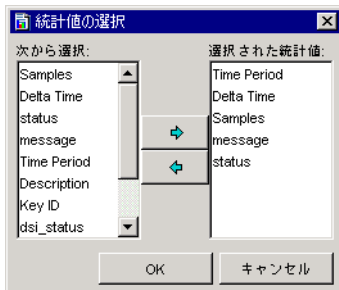 統計値の選択
次から選択:
Samples
Delta Time
status
message
Time Period
Description
Key ID
dsi_status
選択された統計値:
Time Period
Delta Time
Samples
message
status
OK
キャンセル